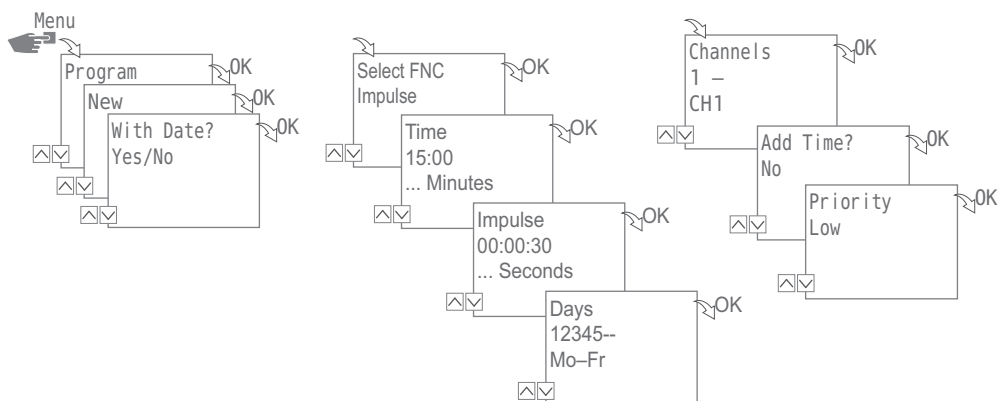 Menu
Program
OK
New
OK
With Date?
Yes/No
OK
Select FNC
Impulse
OK
Time
15:00
... Minutes
OK
Impulse
00:00:30
... Seconds
OK
Days
12345--
Mo–Fr
OK
Channels
1 –
CH1
OK
Add Time?
No
OK
Priority
Low
OK